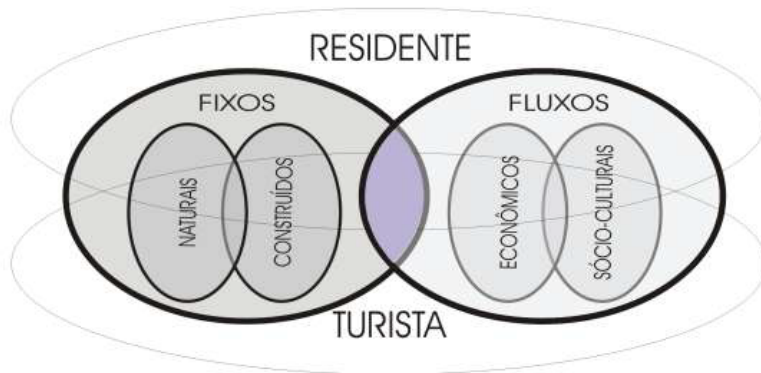 RESIDENTE
FIXOS
FLUXOS
NATURAIS
CONSTRUÍDOS
ECONÔMICOS
SÓCIO-CULTURAIS
TURISTA